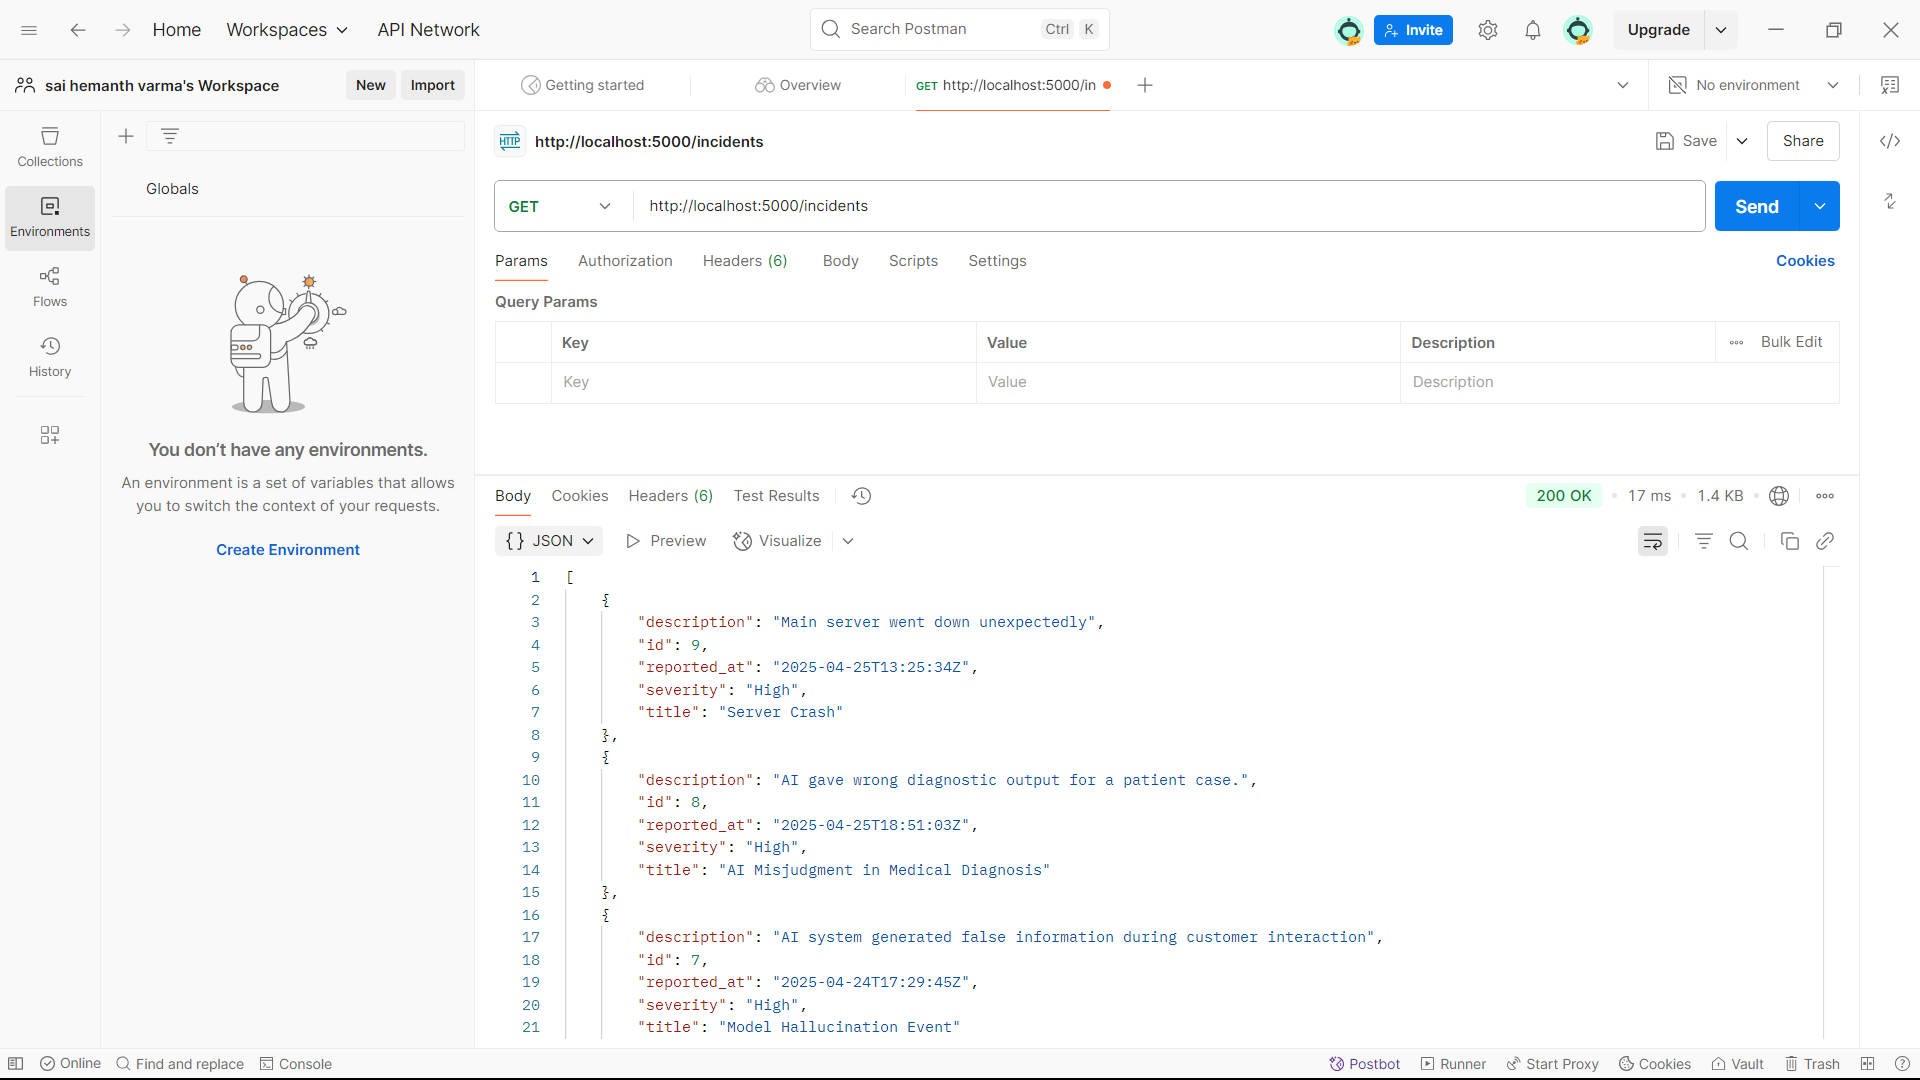 Home Workspaces API Network Search Postman Ctrl K Invite Upgrade
sai hemanth varma's Workspace New Import Getting started Overview GET http://localhost:5000/in No environment
Collections
Environments
Flows
History
Globals
You don't have any environments.
An environment is a set of variables that allows
you to switch the context of your requests.
Create Environment
HTTP http://localhost:5000/incidents Save Share
GET http://localhost:5000/incidents Send
Params Authorization Headers (6) Body Scripts Settings Cookies
Query Params
Key Value Description Bulk Edit
Key Value Description
Body Cookies Headers (6) Test Results 200 OK 17 ms 1.4 KB
{} JSON Preview Visualize
1 [
2 {
3 "description": "Main server went down unexpectedly",
4 "id": 9,
5 "reported_at": "2025-04-25T13:25:34Z",
6 "severity": "High",
7 "title": "Server Crash"
8 },
9 {
10 "description": "AI gave wrong diagnostic output for a patient case.",
11 "id": 8,
12 "reported_at": "2025-04-25T18:51:03Z",
13 "severity": "High",
14 "title": "AI Misjudgment in Medical Diagnosis"
15 },
16 {
17 "description": "AI system generated false information during customer interaction",
18 "id": 7,
19 "reported_at": "2025-04-24T17:29:45Z",
20 "severity": "High",
21 "title": "Model Hallucination Event"
Online Find and replace Console Postbot Runner Start Proxy Cookies Vault Trash